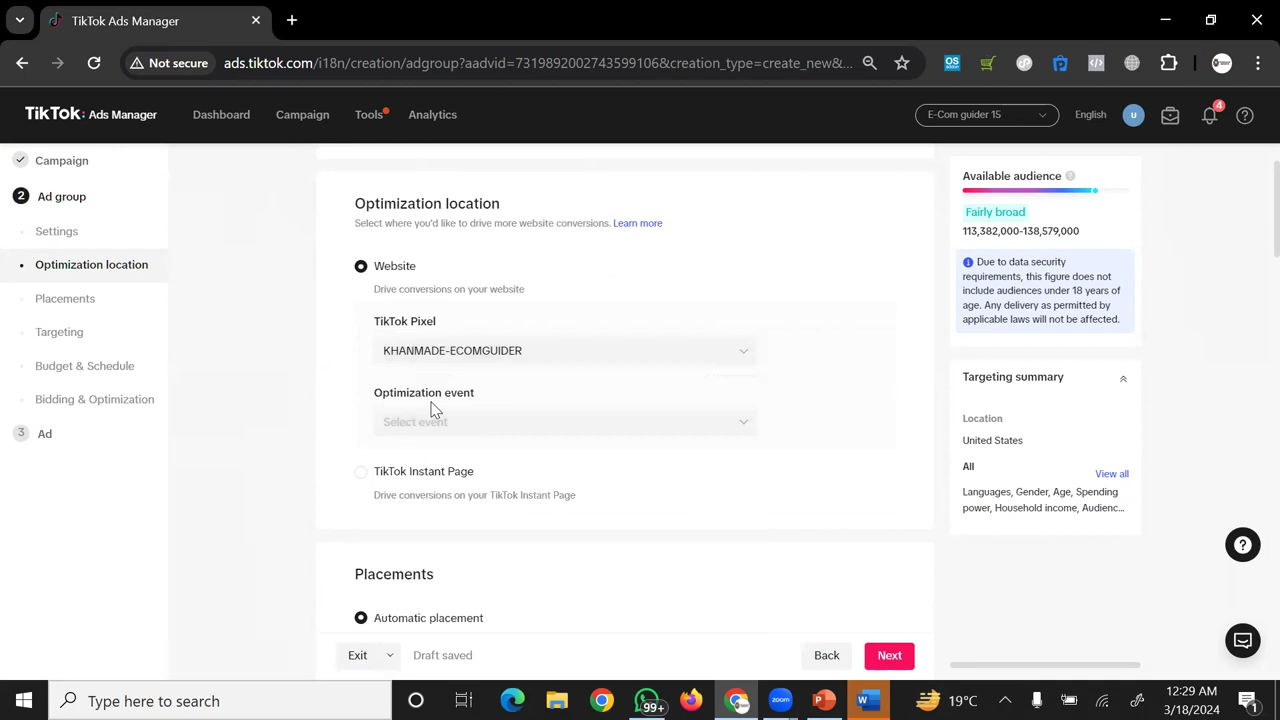 TikTok Ads Manager
Not secure ads.tiktok.com/i18n/creation/adgroup?aadvid=7319892002743599106&creation_type=create_new&...
OS
TikTok: Ads Manager Dashboard Campaign Tools Analytics E-Com guider 15 English u 4
Campaign
2 Ad group
Settings
Optimization location
Placements
Targeting
Budget & Schedule
Bidding & Optimization
3 Ad
Optimization location
Select where you'd like to drive more website conversions. Learn more
Website
Drive conversions on your website
TikTok Pixel
KHANMADE-ECOMGUIDER
Optimization event
Select event
TikTok Instant Page
Drive conversions on your TikTok Instant Page
Placements
Automatic placement
Exit Draft saved Back Next
Available audience
Fairly broad
113,382,000-138,579,000
Due to data security
requirements, this figure does not
include audiences under 18 years of
age. Any delivery as permitted by
applicable laws will not be affected.
Targeting summary
Location
United States
All View all
Languages, Gender, Age, Spending
power, Household income, Audienc...
Type here to search 99+ zoom 19°C 12:29 AM
3/18/2024 1